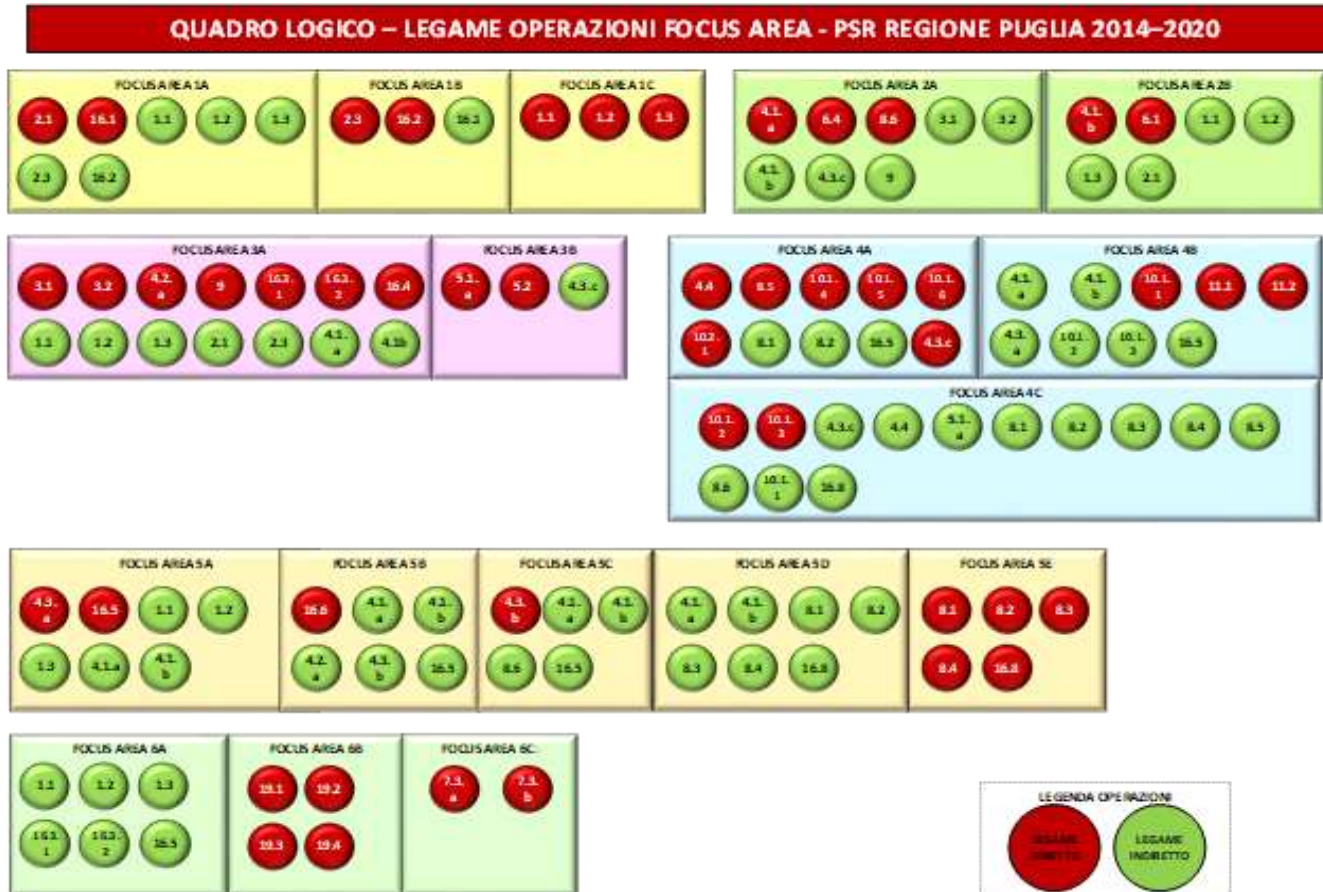 QUADRO LOGICO – LEGAME OPERAZIONI FOCUS AREA - PSR REGIONE PUGLIA 2014–2020
FOCUS AREA 1A
2.1 16.1 1.1 1.2 1.3
2.3 16.2
FOCUS AREA 1B
2.3 16.2
FOCUS AREA 1C
1.1 1.2 1.3
FOCUS AREA 2A
4.1.a 6.4 8.6 3.1 3.2
4.1.b 4.3.c 9
FOCUS AREA 2B
4.1.b 6.1 1.1 1.2
1.3 2.1
FOCUS AREA 3A
3.1 3.2 4.2.a 9 16.3.1 16.3.2 16.4
1.1 1.2 1.3 2.1 2.3 4.1.a 4.1b
FOCUS AREA 3B
5.1.a 5.2 4.3.c
FOCUS AREA 4A
4.4 8.5 10.1.4 10.1.5 10.1.6
10.2.1 8.1 8.2 16.5 4.3.c
FOCUS AREA 4B
4.1.a 4.1.b 10.1.1 11.1 11.2
4.3.a 10.1.2 10.1.3 16.5
FOCUS AREA 4C
10.1.2 10.1.3 4.3.c 4.4 5.1.a 8.1 8.2 8.3 8.4 8.5
8.6 10.1.1 16.8
FOCUS AREA 5A
4.3.a 16.5 1.1 1.2
1.3 4.1.a 4.1.b
FOCUS AREA 5B
16.6 4.1.a 4.1.b
4.2.a 4.3.b 16.5
FOCUS AREA 5C
4.3.b 4.1.a 4.1.b
8.6 16.5
FOCUS AREA 5D
4.1.a 4.1.b 8.1 8.2
8.3 8.4 16.8
FOCUS AREA 5E
8.1 8.2 8.3
8.4 16.8
FOCUS AREA 6A
1.1 1.2 1.3
16.3.1 16.3.2 16.5
FOCUS AREA 6B
19.1 19.2
19.3 19.4
FOCUS AREA 6C
7.3.a 7.3.b
LEGENDA OPERAZIONI
LEGAME DIRETTO
LEGAME INDIRETTO